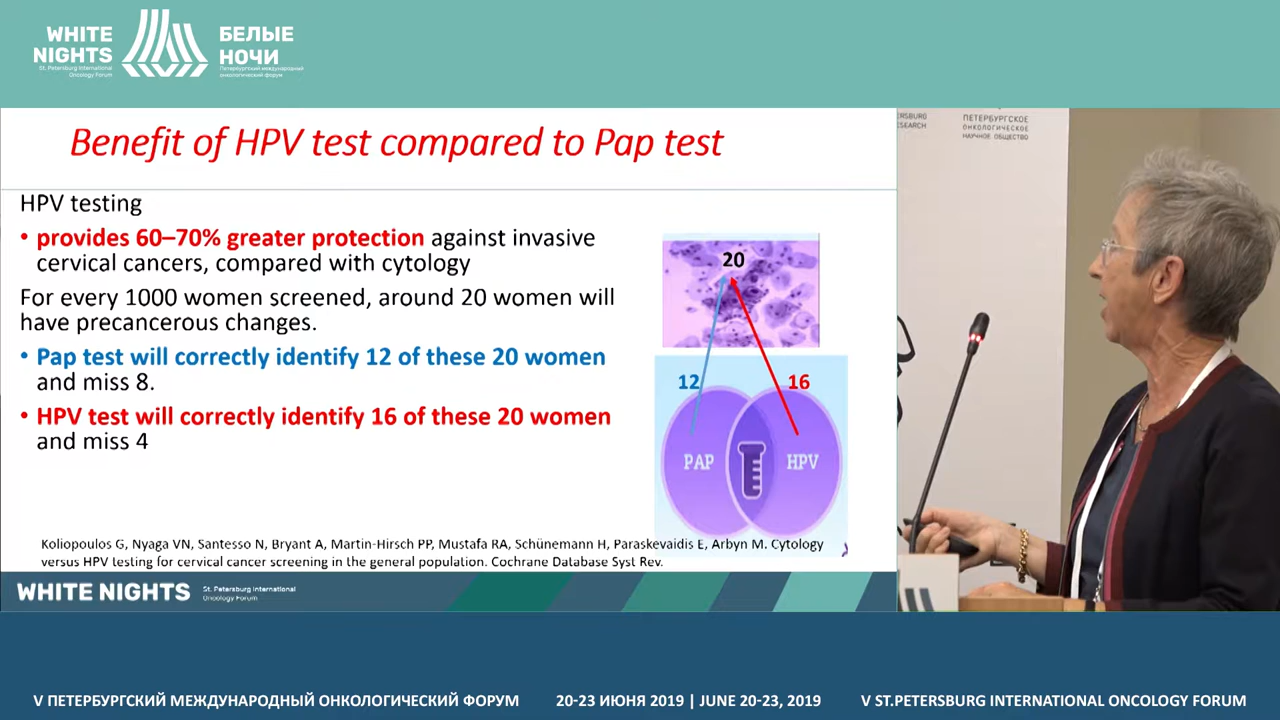 WHITE
NIGHTS
St. Petersburg International
Oncology Forum
БЕЛЫЕ
НОЧИ
Петербургский международный
онкологический форум
Benefit of HPV test compared to Pap test
HPV testing
• provides 60–70% greater protection against invasive
cervical cancers, compared with cytology
For every 1000 women screened, around 20 women will
have precancerous changes.
• Pap test will correctly identify 12 of these 20 women
and miss 8.
• HPV test will correctly identify 16 of these 20 women
and miss 4
20
12
16
PAP
HPV
Koliopoulos G, Nyaga VN, Santesso N, Bryant A, Martin-Hirsch PP, Mustafa RA, Schünemann H, Paraskevaidis E, Arbyn M. Cytology
versus HPV testing for cervical cancer screening in the general population. Cochrane Database Syst Rev.
WHITE NIGHTS
St. Petersburg International
Oncology Forum
ERSBURG
ESEARCH
ПЕТЕРБУРГСКОЕ
ОНКОЛОГИЧЕСКОЕ
НАУЧНОЕ ОБЩЕСТВО
V ПЕТЕРБУРГСКИЙ МЕЖДУНАРОДНЫЙ ОНКОЛОГИЧЕСКИЙ ФОРУМ
20-23 ИЮНЯ 2019 | JUNE 20-23, 2019
V ST.PETERSBURG INTERNATIONAL ONCOLOGY FORUM